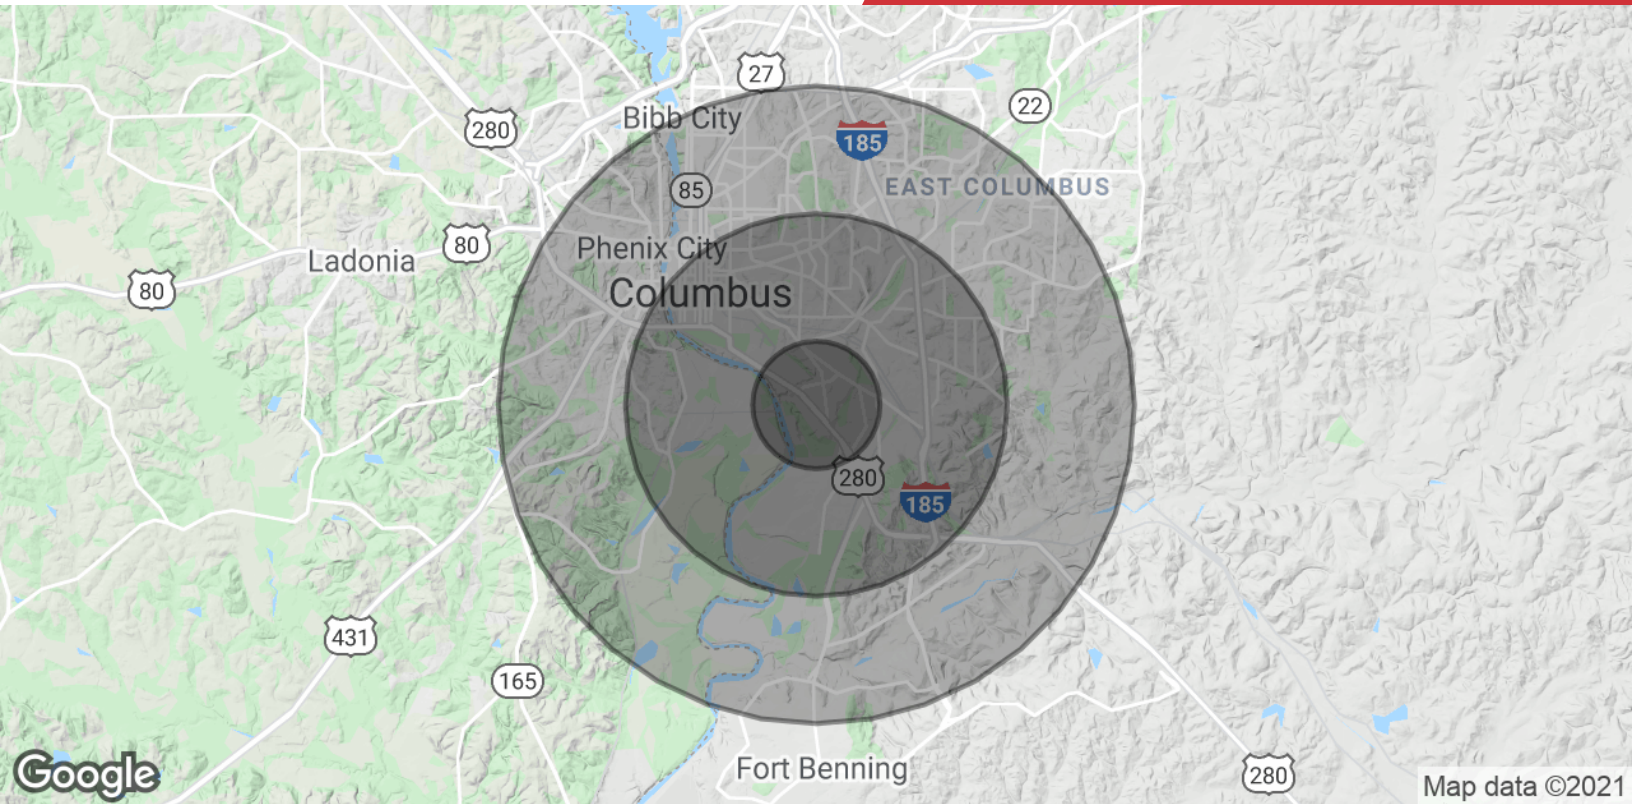 27
22
Bibb City
280
185
85
EAST COLUMBUS
80
Phenix City
Ladonia
80
Columbus
280
185
431
165
Fort Benning
280
Google
Map data ©2021